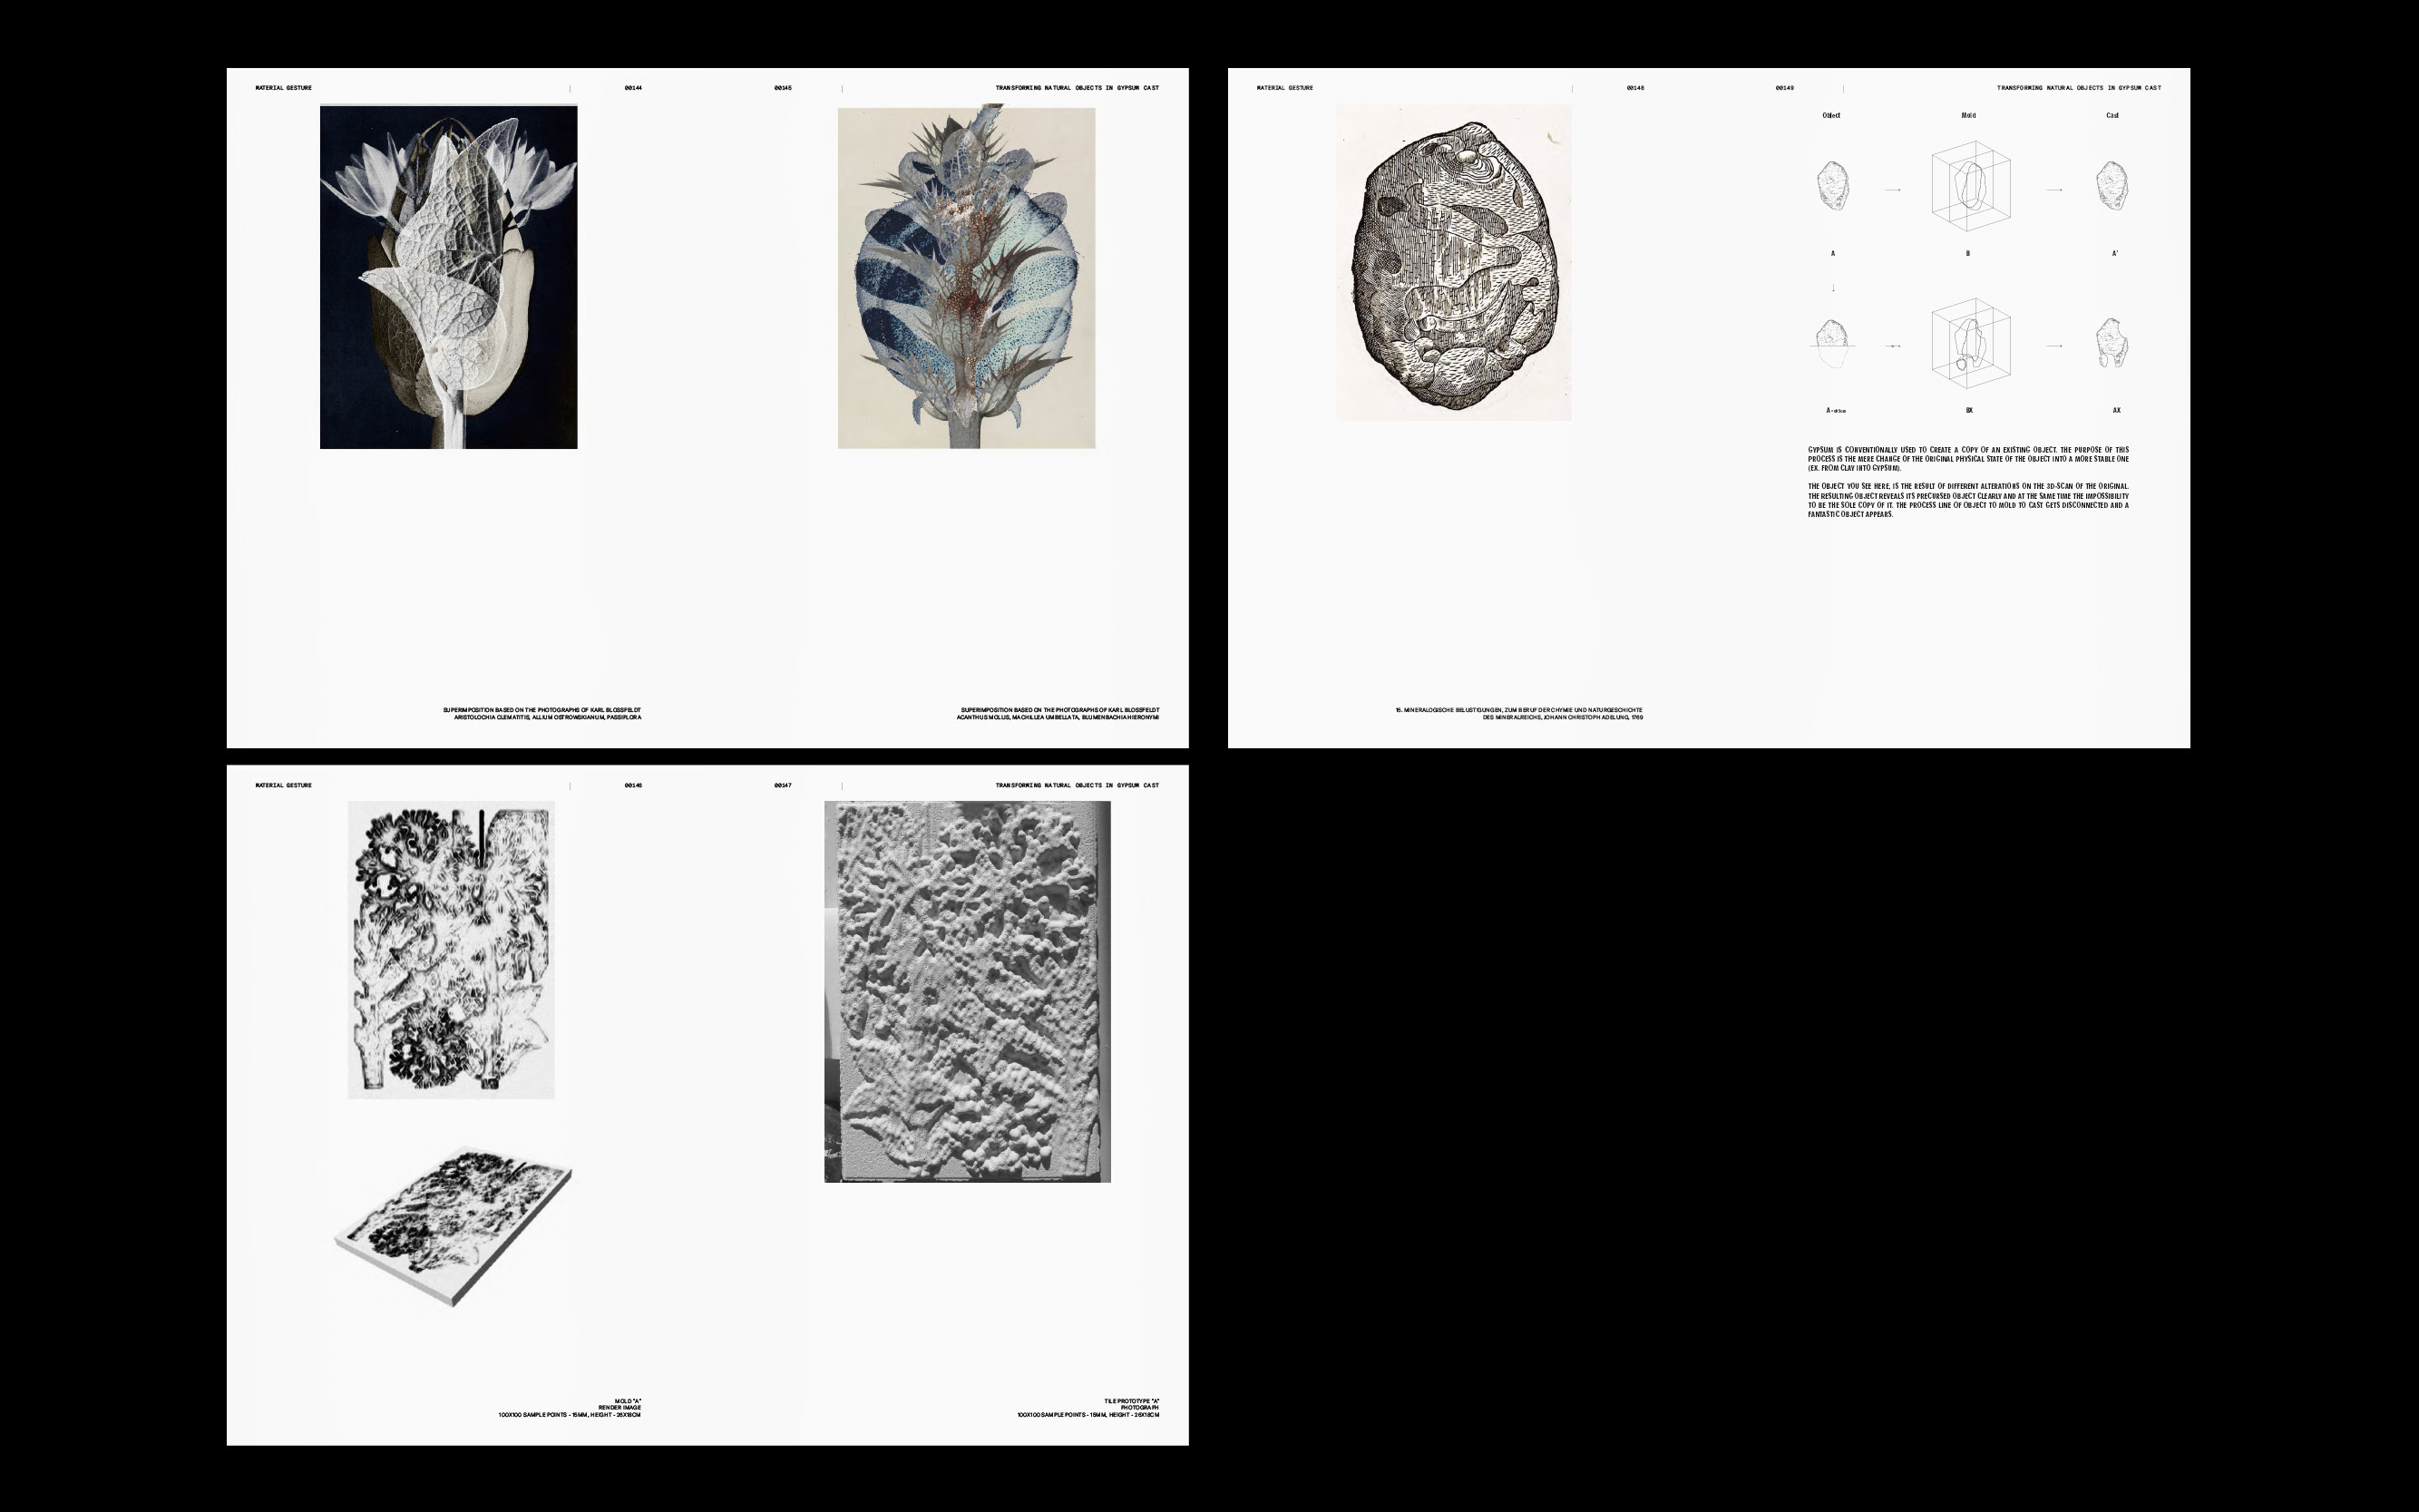 MATERIAL GESTURE
00144
00145
TRANSFORMING NATURAL OBJECTS IN GYPSUM CAST
SUPERIMPOSITION BASED ON THE PHOTOGRAPHS OF KARL BLOSSFELDT
ARISTOLOCHIA CLEMATITIS, ALLIUM OSTROWSKIANUM, PASSIFLORA
SUPERIMPOSITION BASED ON THE PHOTOGRAPHS OF KARL BLOSSFELDT
ACANTHUS MOLLIS, MACHILLEA UMBELLATA, BLUMENBACHIA HIERONYMI
MATERIAL GESTURE
00148
00149
TRANSFORMING NATURAL OBJECTS IN GYPSUM CAST
Object
Mold
Cast
A
B
A'
BX
AX
GYPSUM IS CONVENTIONALLY USED TO CREATE A COPY OF AN EXISTING OBJECT. THE PURPOSE OF THIS
PROCESS IS THE MERE CHANGE OF THE ORIGINAL PHYSICAL STATE OF THE OBJECT INTO A MORE STABLE ONE
(EX. FROM CLAY INTO GYPSUM).
THE OBJECT YOU SEE HERE, IS THE RESULT OF DIFFERENT ALTERATIONS ON THE 3D-SCAN OF THE ORIGINAL.
THE RESULTING OBJECT REVEALS ITS PRECURSED OBJECT CLEARLY AND AT THE SAME TIME THE IMPOSSIBILITY
TO BE THE SOLE COPY OF IT. THE PROCESS LINE OF OBJECT TO MOLD TO CAST GETS DISCONNECTED AND A
FANTASTIC OBJECT APPEARS.
15. MINERALOGISCHE BELUSTIGUNGEN, ZUM BERUF DER CHYMIE UND NATURGESCHICHTE
DES MINERALREICHS, JOHANN CHRISTOPH ADELUNG, 1769
MATERIAL GESTURE
00146
00147
TRANSFORMING NATURAL OBJECTS IN GYPSUM CAST
MOLD "A"
RENDER IMAGE
100X100 SAMPLE POINTS - 15MM, HEIGHT - 26X18CM
TILE PROTOTYPE "A"
PHOTOGRAPH
100X100 SAMPLE POINTS - 15MM, HEIGHT - 26X18CM